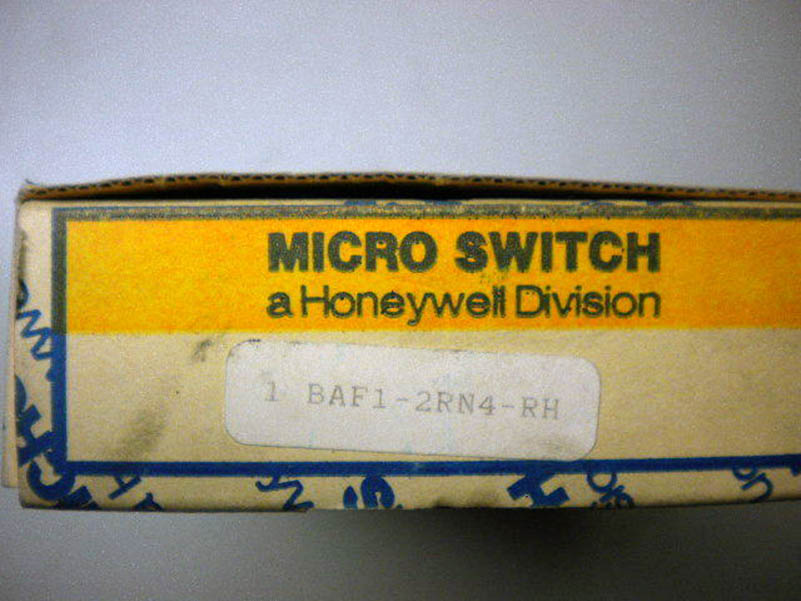 MICRO SWITCH
a Honeywell Division
1 BAF1-2RN4-RH